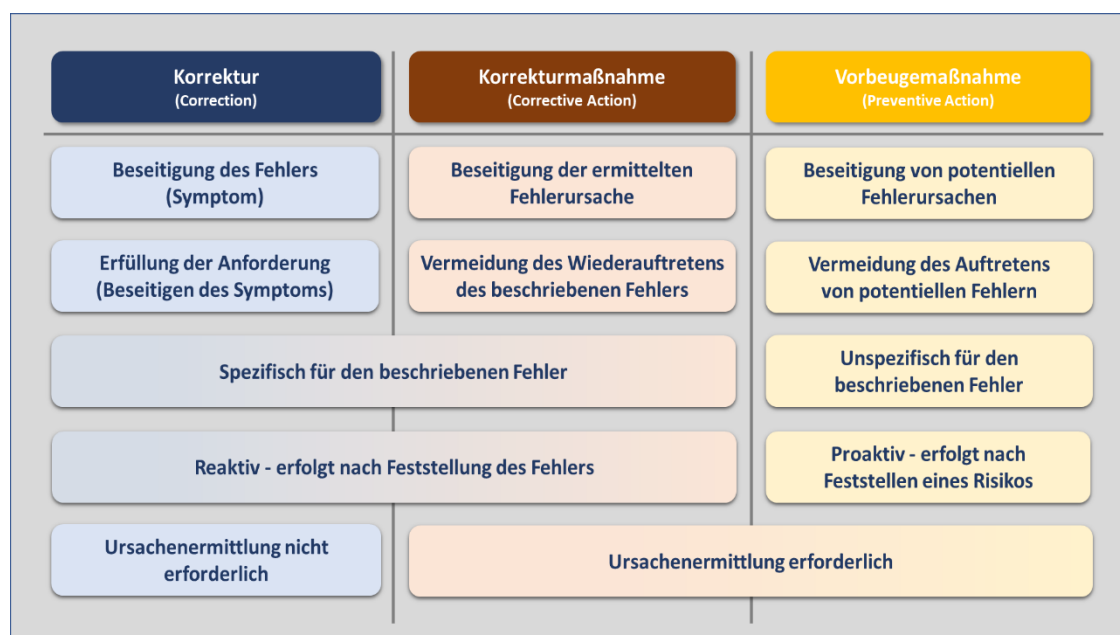 Korrektur
(Correction)
Korrekturmaßnahme
(Corrective Action)
Vorbeugemaßnahme
(Preventive Action)
Beseitigung des Fehlers
(Symptom)
Beseitigung der ermittelten
Fehlerursache
Beseitigung von potentiellen
Fehlerursachen
Erfüllung der Anforderung
(Beseitigen des Symptoms)
Vermeidung des Wiederauftretens
des beschriebenen Fehlers
Vermeidung des Auftretens
von potentiellen Fehlern
Spezifisch für den beschriebenen Fehler
Unspezifisch für den
beschriebenen Fehler
Reaktiv - erfolgt nach Feststellung des Fehlers
Proaktiv - erfolgt nach
Feststellen eines Risikos
Ursachenermittlung nicht
erforderlich
Ursachenermittlung erforderlich